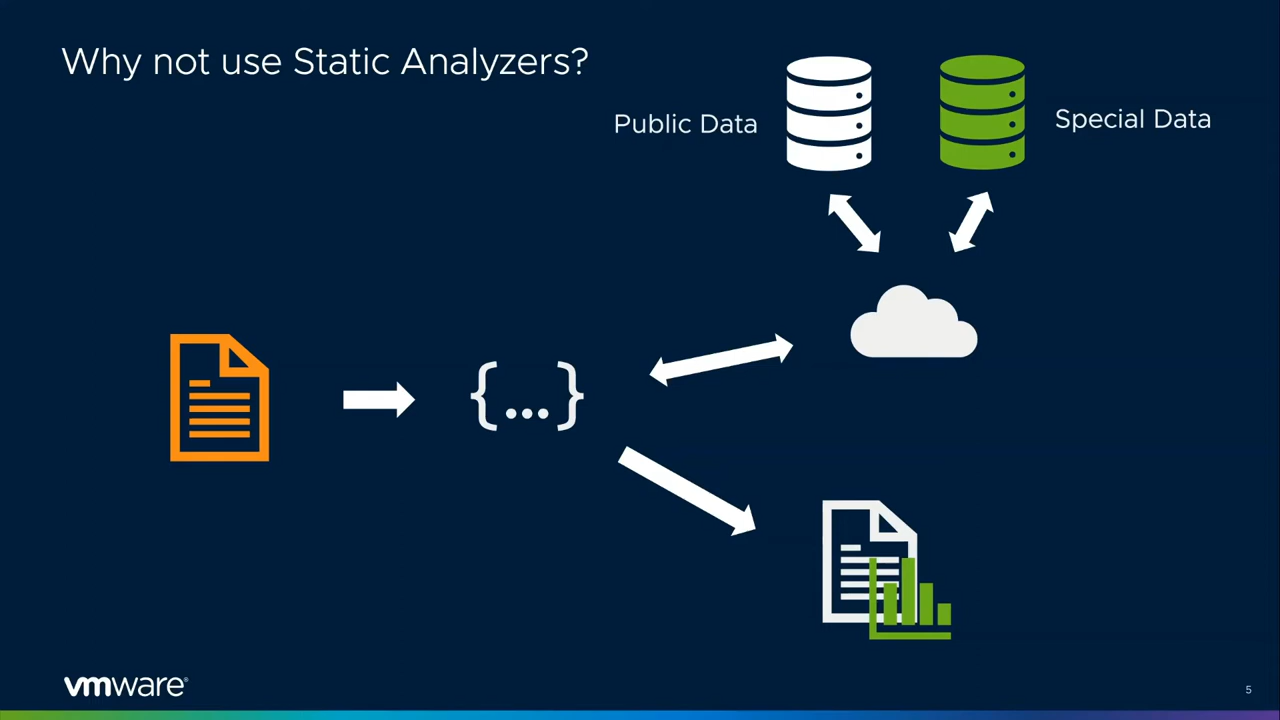 Why not use Static Analyzers?
Public Data
Special Data
{...}
vmware®
5